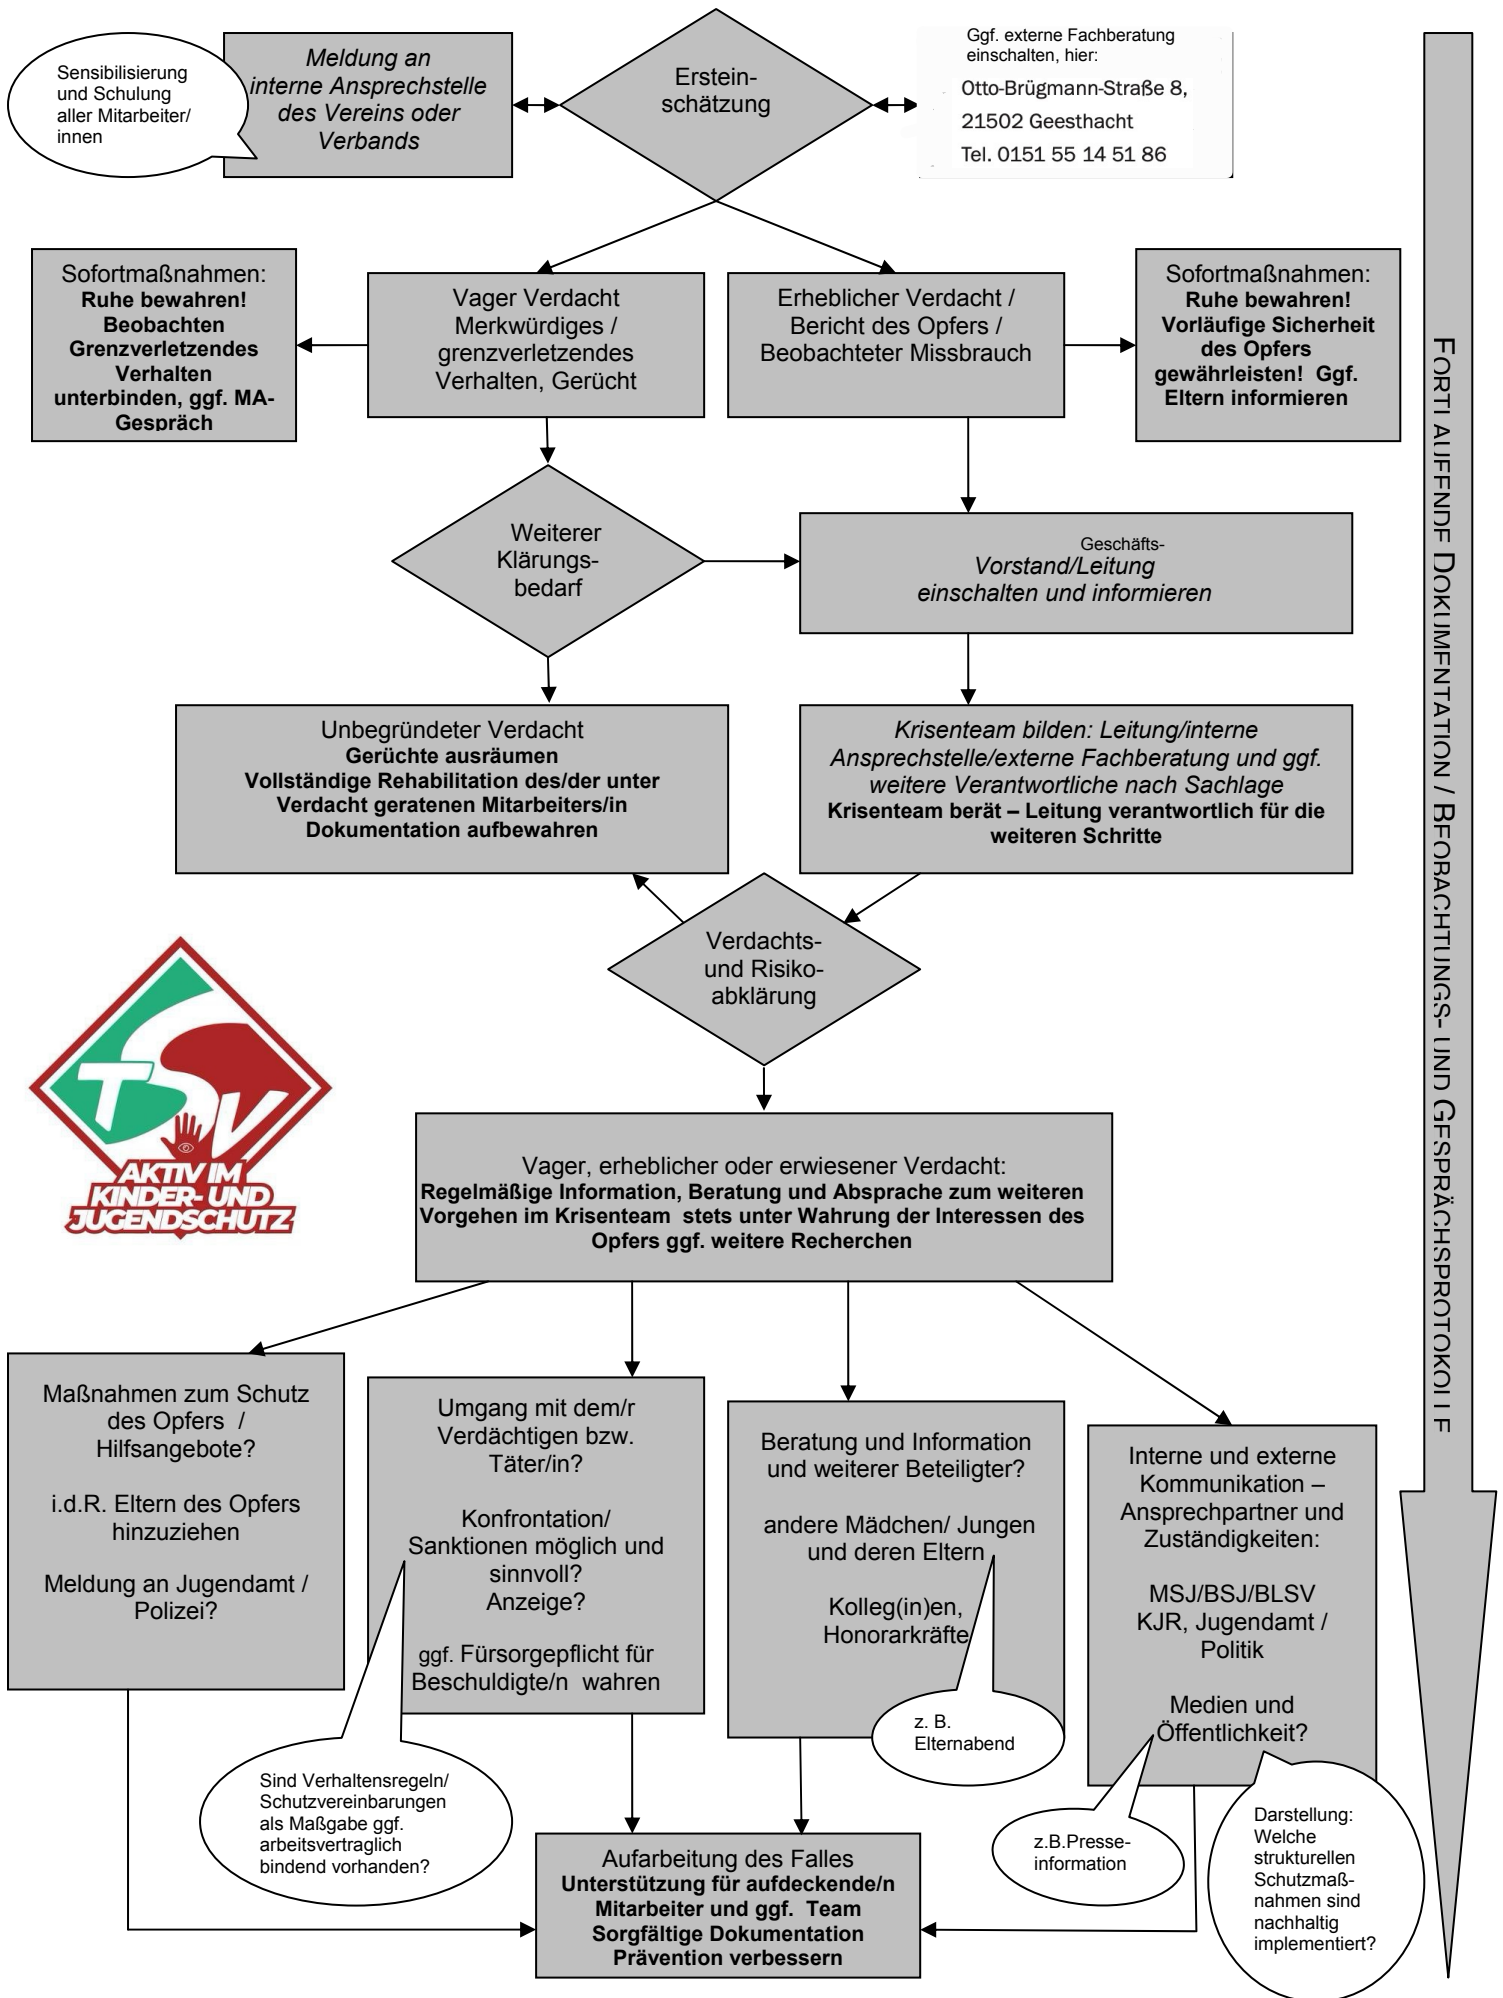 Sensibilisierung
und Schulung
aller Mitarbeiter/
innen
Meldung an
interne Ansprechstelle
des Vereins oder
Verbands
Erstein-
schätzung
Ggf. externe Fachberatung
einschalten, hier:
Otto-Brügmann-Straße 8,
21502 Geesthacht
Tel. 0151 55 14 51 86
Sofortmaßnahmen:
Ruhe bewahren!
Beobachten
Grenzverletzendes
Verhalten
unterbinden, ggf. MA-
Gespräch
Vager Verdacht
Merkwürdiges /
grenzverletzendes
Verhalten, Gerücht
Erheblicher Verdacht /
Bericht des Opfers /
Beobachteter Missbrauch
Sofortmaßnahmen:
Ruhe bewahren!
Vorläufige Sicherheit
des Opfers
gewährleisten! Ggf.
Eltern informieren
Weiterer
Klärungs-
bedarf
Geschäfts-
Vorstand/Leitung
einschalten und informieren
Unbegründeter Verdacht
Gerüchte ausräumen
Vollständige Rehabilitation des/der unter
Verdacht geratenen Mitarbeiters/in
Dokumentation aufbewahren
Krisenteam bilden: Leitung/interne
Ansprechstelle/externe Fachberatung und ggf.
weitere Verantwortliche nach Sachlage
Krisenteam berät – Leitung verantwortlich für die
weiteren Schritte
Verdachts-
und Risiko-
abklärung
TSV
AKTIV IM
KINDER- UND
JUGENDSCHUTZ
Vager, erheblicher oder erwiesener Verdacht:
Regelmäßige Information, Beratung und Absprache zum weiteren
Vorgehen im Krisenteam stets unter Wahrung der Interessen des
Opfers ggf. weitere Recherchen
Maßnahmen zum Schutz
des Opfers /
Hilfsangebote?
i.d.R. Eltern des Opfers
hinzuziehen
Meldung an Jugendamt /
Polizei?
Umgang mit dem/r
Verdächtigen bzw.
Täter/in?
Konfrontation/
Sanktionen möglich und
sinnvoll?
Anzeige?
ggf. Fürsorgepflicht für
Beschuldigte/n wahren
Beratung und Information
und weiterer Beteiligter?
andere Mädchen/ Jungen
und deren Eltern
Kolleg(in)en,
Honorarkräfte
Interne und externe
Kommunikation –
Ansprechpartner und
Zuständigkeiten:
MSJ/BSJ/BLSV
KJR, Jugendamt /
Politik
Medien und
Öffentlichkeit?
Sind Verhaltensregeln/
Schutzvereinbarungen
als Maßgabe ggf.
arbeitsvertraglich
bindend vorhanden?
z. B.
Elternabend
z.B.Presse-
information
Darstellung:
Welche
strukturellen
Schutzmaß-
nahmen sind
nachhaltig
implementiert?
Aufarbeitung des Falles
Unterstützung für aufdeckende/n
Mitarbeiter und ggf. Team
Sorgfältige Dokumentation
Prävention verbessern
FORTLAUFENDE DOKUMENTATION / BEOBACHTUNGS- UND GESPRÄCHSPROTOKOLLE